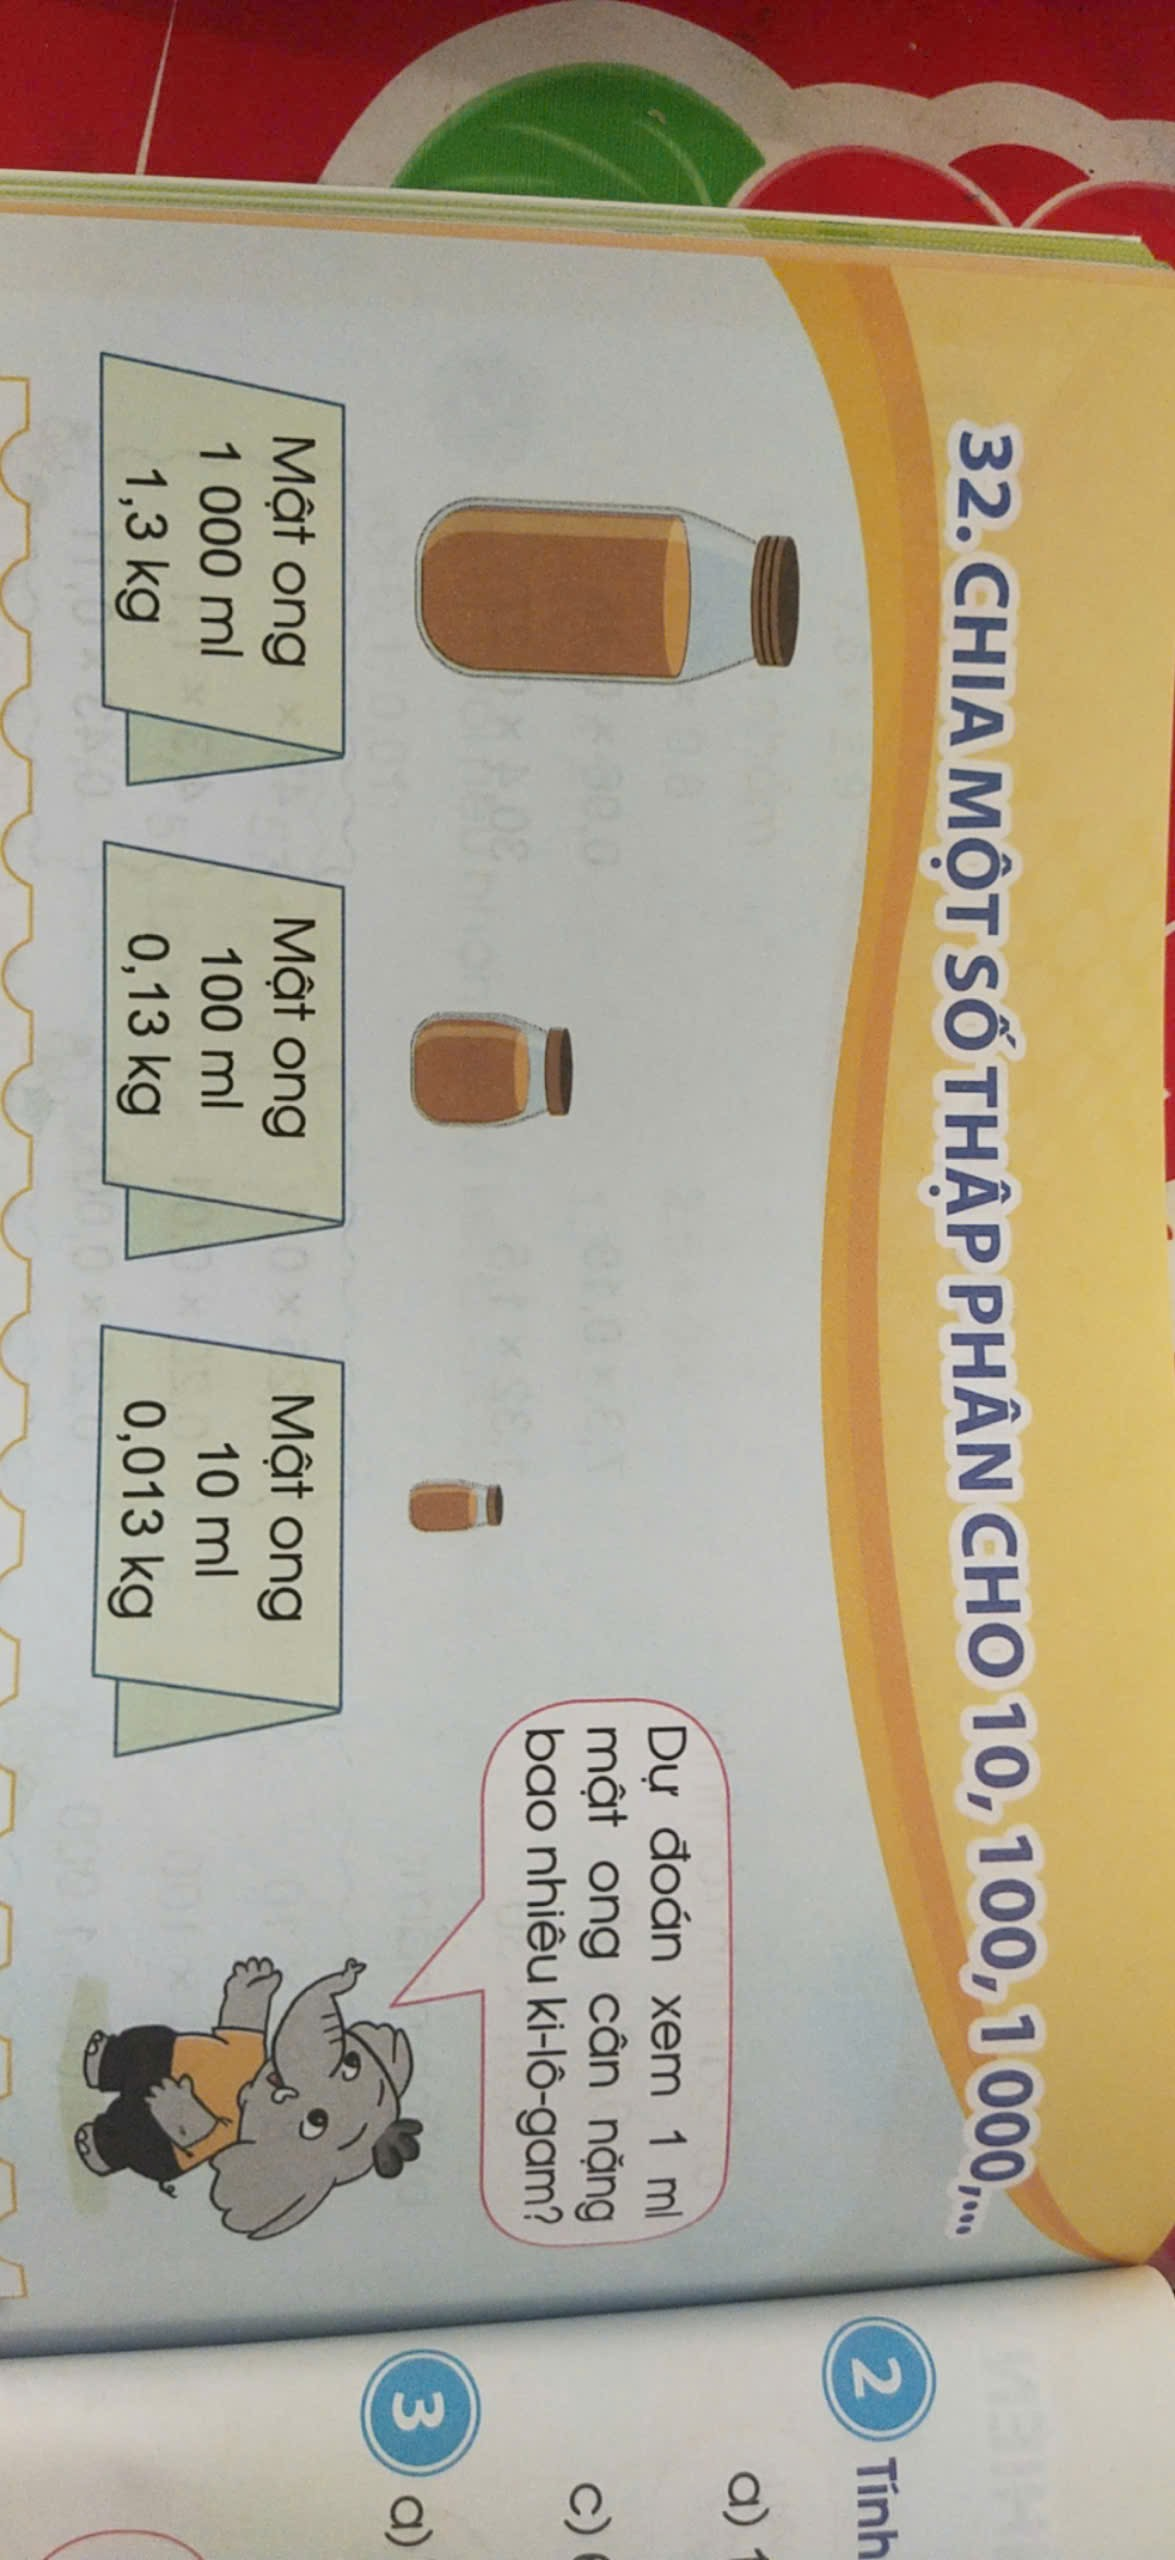 32. CHIA MỘT SỐ THẬP PHÂN CHO 10, 100, 1000,...
Dự đoán xem 1 ml
mật ong cân nặng
bao nhiêu ki-lô-gam?
Mật ong
1 000 ml
1,3 kg
Mật ong
100 ml
0,13 kg
Mật ong
10 ml
0,013 kg
2 Tính
a) 1
c)
3 a)